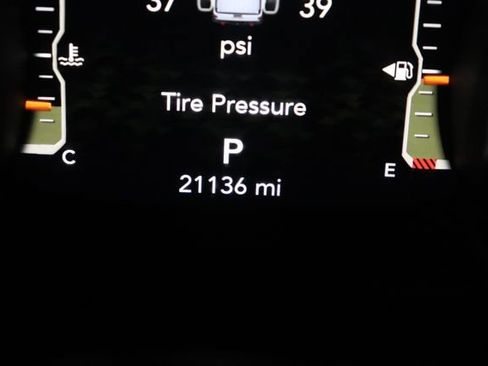 37 39
psi
Tire Pressure
P
C E
21136 mi